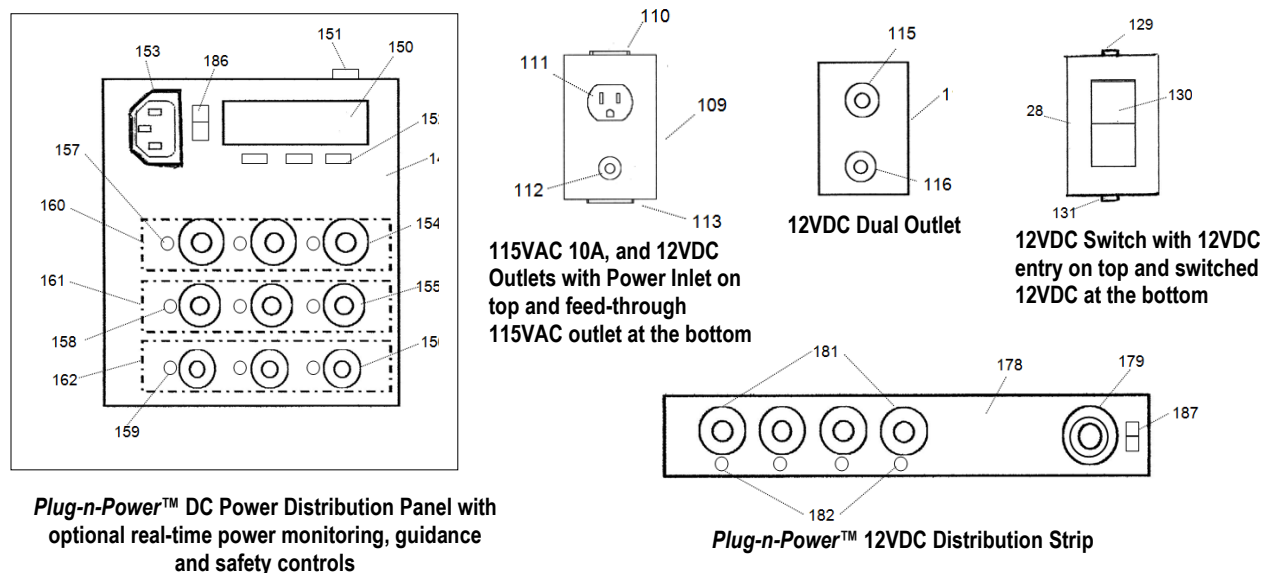 153
186
151
150
157
160
154
161
158
162
159
Plug-n-Power™ DC Power Distribution Panel with
optional real-time power monitoring, guidance
and safety controls
110
111
109
112
113
115VAC 10A, and 12VDC
Outlets with Power Inlet on
top and feed-through
115VAC outlet at the bottom
115
116
12VDC Dual Outlet
129
28
130
131
12VDC Switch with 12VDC
entry on top and switched
12VDC at the bottom
181
178
179
187
182
Plug-n-Power™ 12VDC Distribution Strip